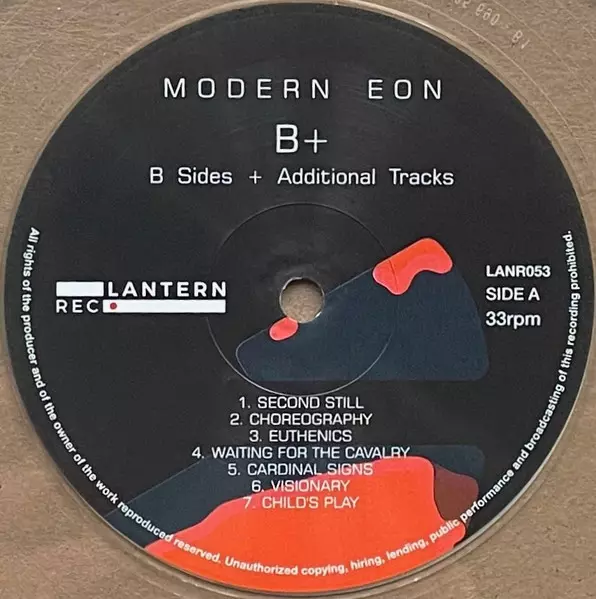 MODERN EON
B+
B Sides + Additional Tracks
LANTERN
REC
LANR053
SIDE A
33rpm
1. SECOND STILL
2. CHOREOGRAPHY
3. EUTHENICS
4. WAITING FOR THE CAVALRY
5. CARDINAL SIGNS
6. VISIONARY
7. CHILD'S PLAY
All rights of the producer and of the owner of the work reproduced reserved. Unauthorized copying, hiring, lending, public performance and broadcasting of this recording prohibited.